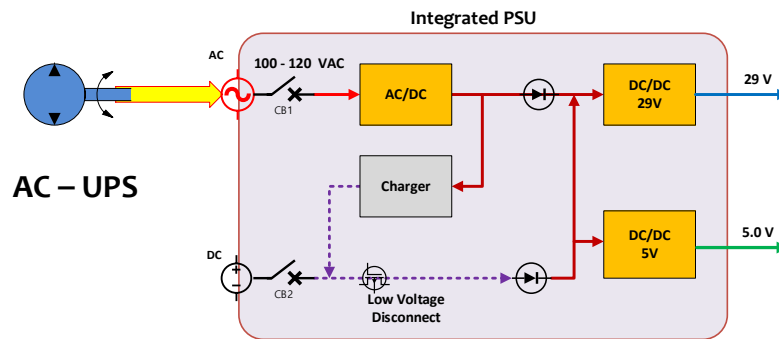 Integrated PSU
AC
100 - 120 VAC
CB1
AC/DC
DC/DC
29V
29 V
AC – UPS
Charger
DC
CB2
Low Voltage
Disconnect
DC/DC
5V
5.0 V